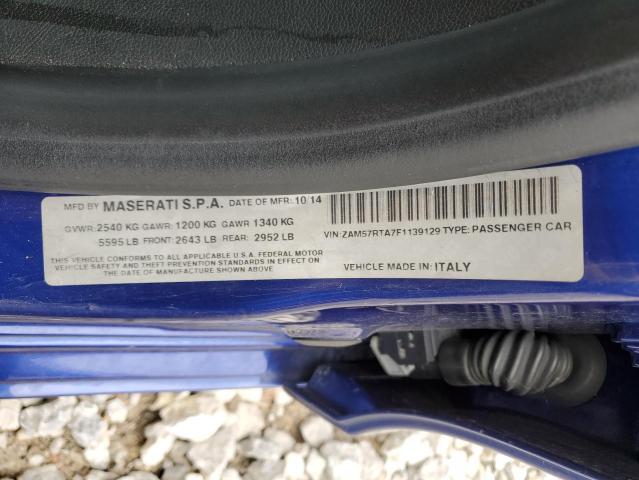 MFD BY MASERATI S.P.A. DATE OF MFR: 10/14
GVWR: 2540 KG GAWR: 1200 KG GAWR 1340 KG
5595 LB FRONT: 2643 LB REAR: 2952 LB
THIS VEHICLE CONFORMS TO ALL APPLICABLE U.S.A. FEDERAL MOTOR
VEHICLE SAFETY AND THEFT PREVENTION STANDARDS IN EFFECT ON
THE DATE OF MANUFACTURE SHOWN ABOVE
VIN:ZAM57RTA7F1139129 TYPE: PASSENGER CAR
VEHICLE MADE IN: ITALY